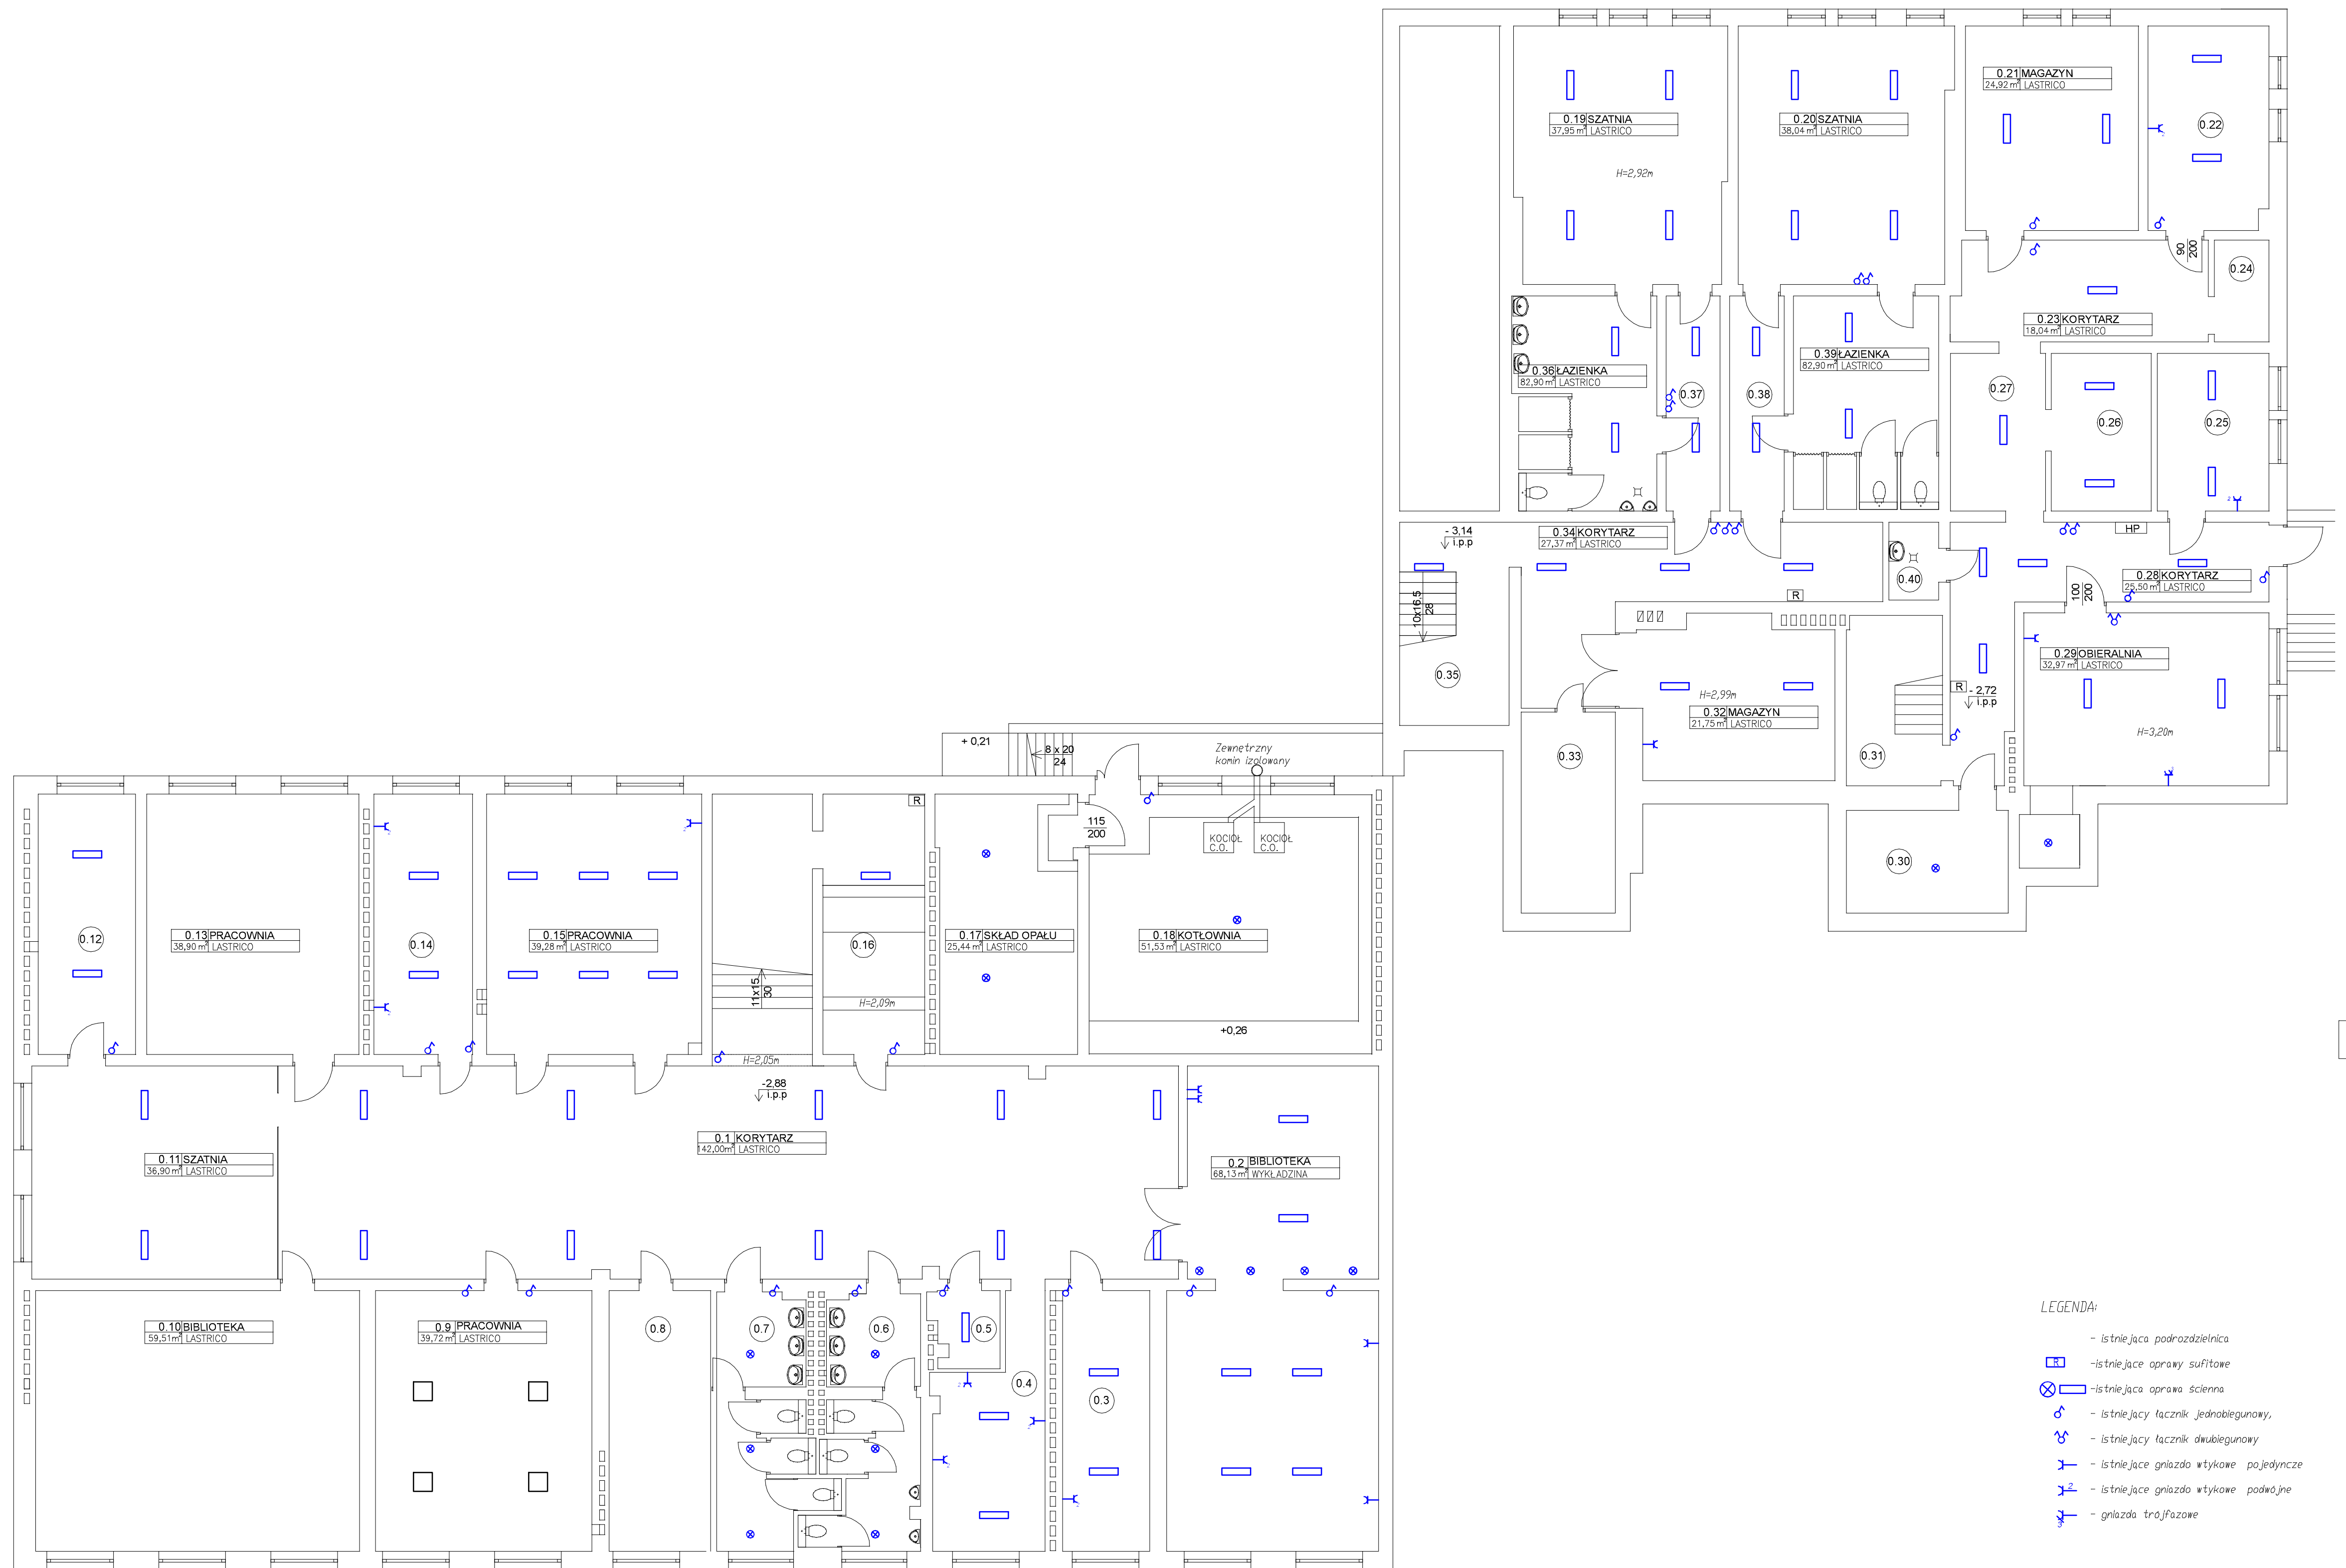 0.21 MAGAZYN
24,92 m² LASTRICO
0.19 SZATNIA
37,95 m² LASTRICO
0.20 SZATNIA
38,04 m² LASTRICO
0.22
H=2,92m
90
200
0.24
0.23 KORYTARZ
18,04 m² LASTRICO
0.39 ŁAZIENKA
82,90 m² LASTRICO
0.36 ŁAZIENKA
82,90 m² LASTRICO
0.37
0.38
0.27
0.26
0.25
2
- 3,14
i.p.p
0.34 KORYTARZ
27,37 m² LASTRICO
HP
0.40
0.28 KORYTARZ
25,50 m² LASTRICO
100
200
10x16,5
28
R
0.29 OBIERALNIA
32,97 m² LASTRICO
0.35
H=2,99m
R
- 2,72
i.p.p
0.32 MAGAZYN
21,75 m² LASTRICO
H=3,20m
0.33
0.31
0.30
+ 0,21
8 x 20
24
Zewnętrzny
komin izolowany
R
115
200
KOCIOŁ
C.O.
KOCIOŁ
C.O.
0.12
0.13 PRACOWNIA
38,90 m² LASTRICO
0.14
0.15 PRACOWNIA
39,28 m² LASTRICO
0.16
0.17 SKŁAD OPAŁU
25,44 m² LASTRICO
0.18 KOTŁOWNIA
51,53 m² LASTRICO
11x15
30
H=2,09m
+0,26
H=2,05m
-2,88
i.p.p
0.1 KORYTARZ
142,00m² LASTRICO
0.11 SZATNIA
36,90 m² LASTRICO
0.2 BIBLIOTEKA
68,13 m² WYKŁADZINA
0.10 BIBLIOTEKA
59,51m² LASTRICO
0.9 PRACOWNIA
39,72 m² LASTRICO
0.8
0.7
0.6
0.5
0.4
0.3
2
LEGENDA:
- istniejąca podrozdzielnica
R -istniejące oprawy sufitowe
-istniejąca oprawa ścienna
- istniejący łącznik jednobiegunowy,
- istniejący łącznik dwubiegunowy
- istniejące gniazdo wtykowe pojedyncze
2 - istniejące gniazdo wtykowe podwójne
3 - gniazda trójfazowe